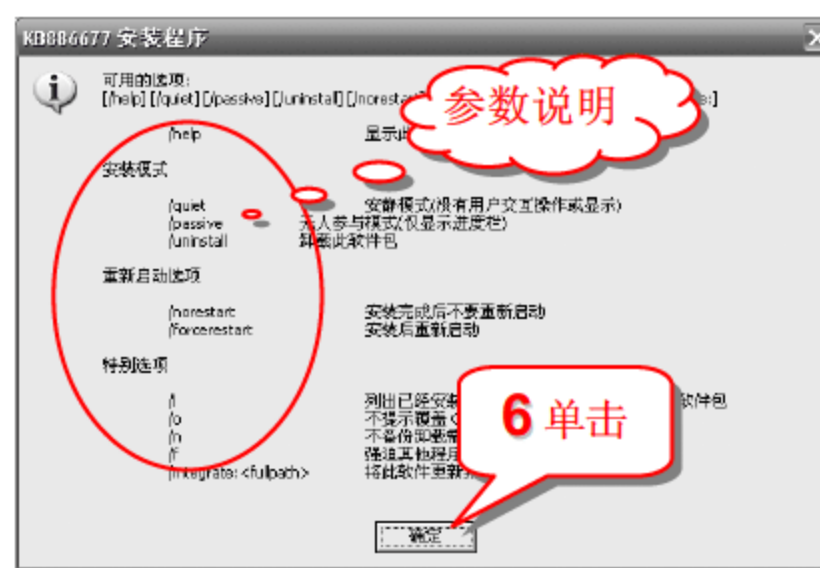 KB886677 安装程序
可用的选项:
[/help] [/quiet] [/passive] [/uninstall] [/norestart]
参数说明
/help 显示此
安装模式
/quiet 安静模式(没有用户交互操作或显示)
/passive 无人参与模式(仅显示进度栏)
/uninstall 卸载此软件包
重新启动选项
/norestart 安装完成后不要重新启动
/forcerestart 安装后重新启动
特别选项
/l 列出已经安装 软件包
/o 不提示覆盖
/n 不备份卸载
/f 强迫其他程
/integrate:<fullpath> 将此软件更新
6 单击
确定